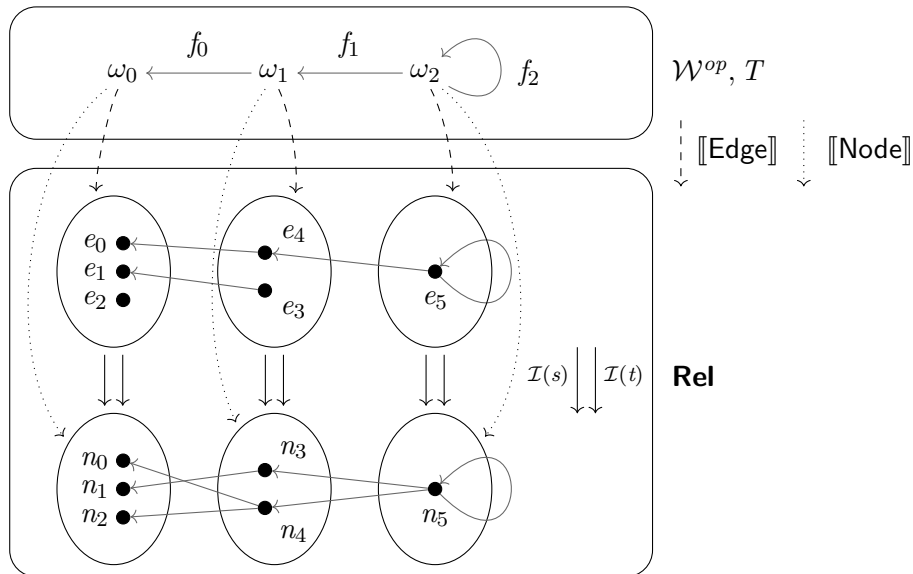 f₀ f₁
ω₀ ω₁ ω₂ f₂ 𝒲ᵒᵖ, T
⟦Edge⟧ ⟦Node⟧
e₀ e₄
e₁
e₂ e₃ e₅
ℐ(s) ℐ(t) Rel
n₀ n₃
n₁
n₂ n₄ n₅